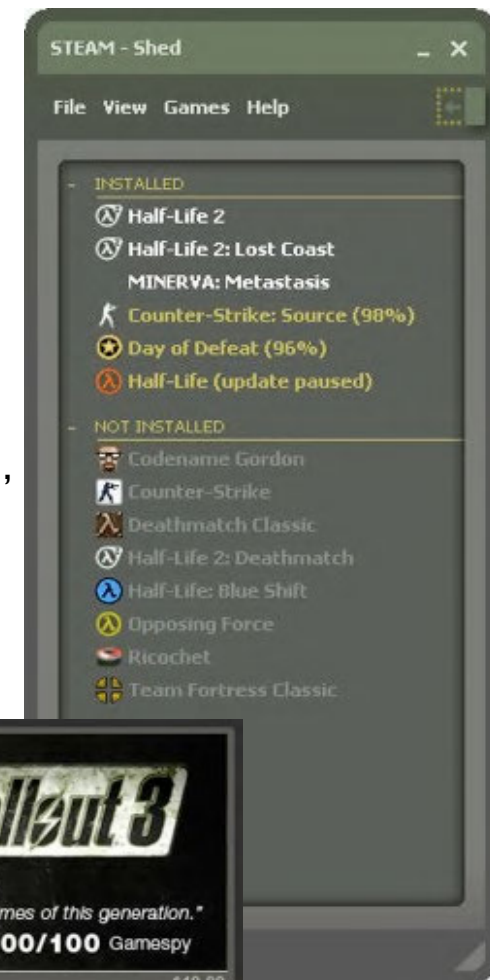 STEAM - Shed
File View Games Help
- INSTALLED
Half-Life 2
Half-Life 2: Lost Coast
MINERVA: Metastasis
Counter-Strike: Source (98%)
Day of Defeat (96%)
Half-Life (update paused)
- NOT INSTALLED
Codename Gordon
Counter-Strike
Deathmatch Classic
Half-Life 2: Deathmatch
Half-Life: Blue Shift
Opposing Force
Ricochet
Team Fortress Classic
,
llout 3
mes of this generation."
00/100 Gamespy